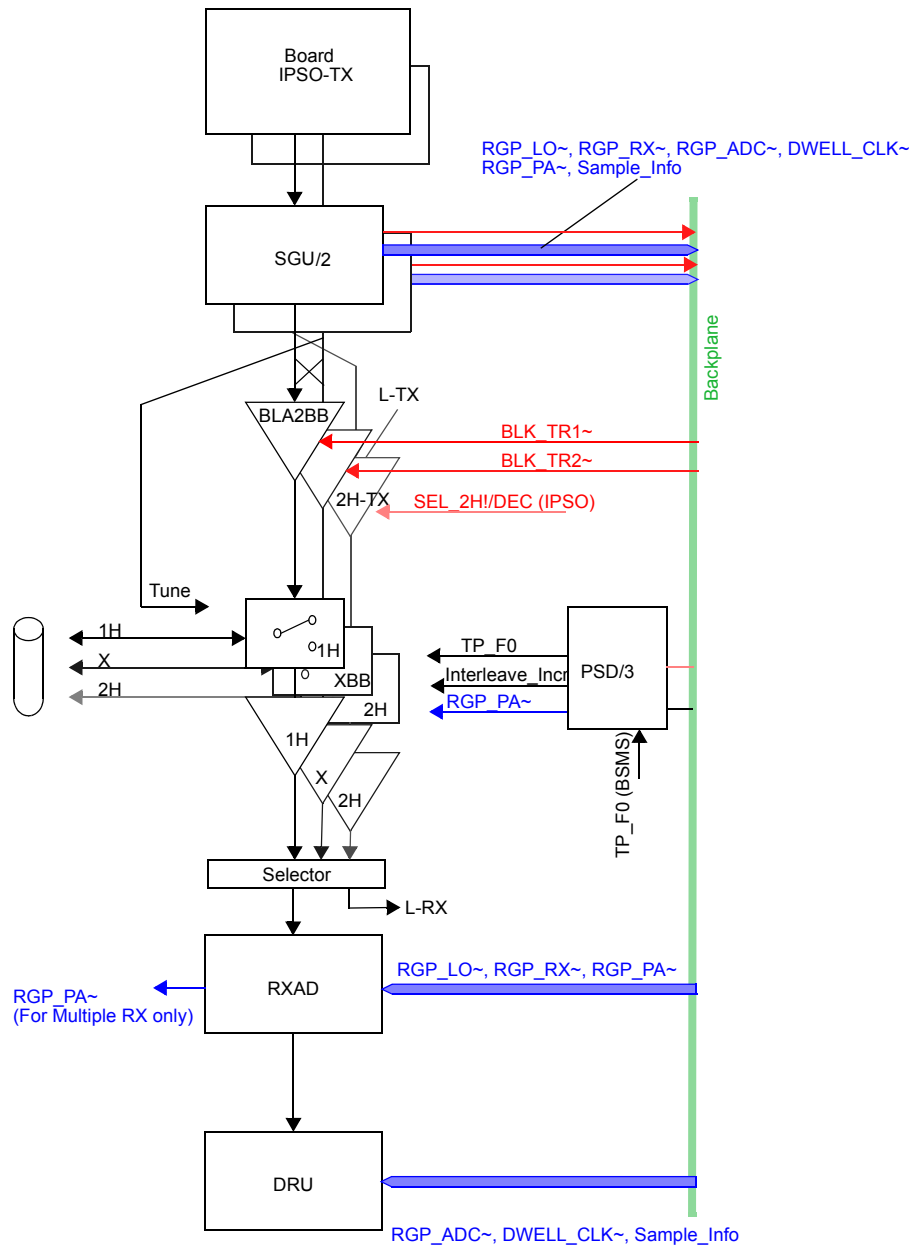 Board
IPSO-TX
RGP_LO~, RGP_RX~, RGP_ADC~, DWELL_CLK~
RGP_PA~, Sample_Info
SGU/2
Backplane
L-TX
BLA2BB
BLK_TR1~
BLK_TR2~
2H-TX
SEL_2H!/DEC (IPSO)
Tune
1H
1H
X
XBB
2H
2H
TP_F0
Interleave_Incr
RGP_PA~
PSD/3
TP_F0 (BSMS)
1H
X
2H
Selector
L-RX
RXAD
RGP_LO~, RGP_RX~, RGP_PA~
RGP_PA~
(For Multiple RX only)
DRU
RGP_ADC~, DWELL_CLK~, Sample_Info